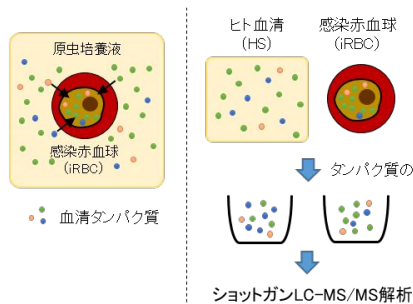 原虫培養液
感染赤血球
(iRBC)
血清タンパク質
ヒト血清
(HS)
感染赤血球
(iRBC)
タンパク質の
ショットガンLC-MS/MS解析